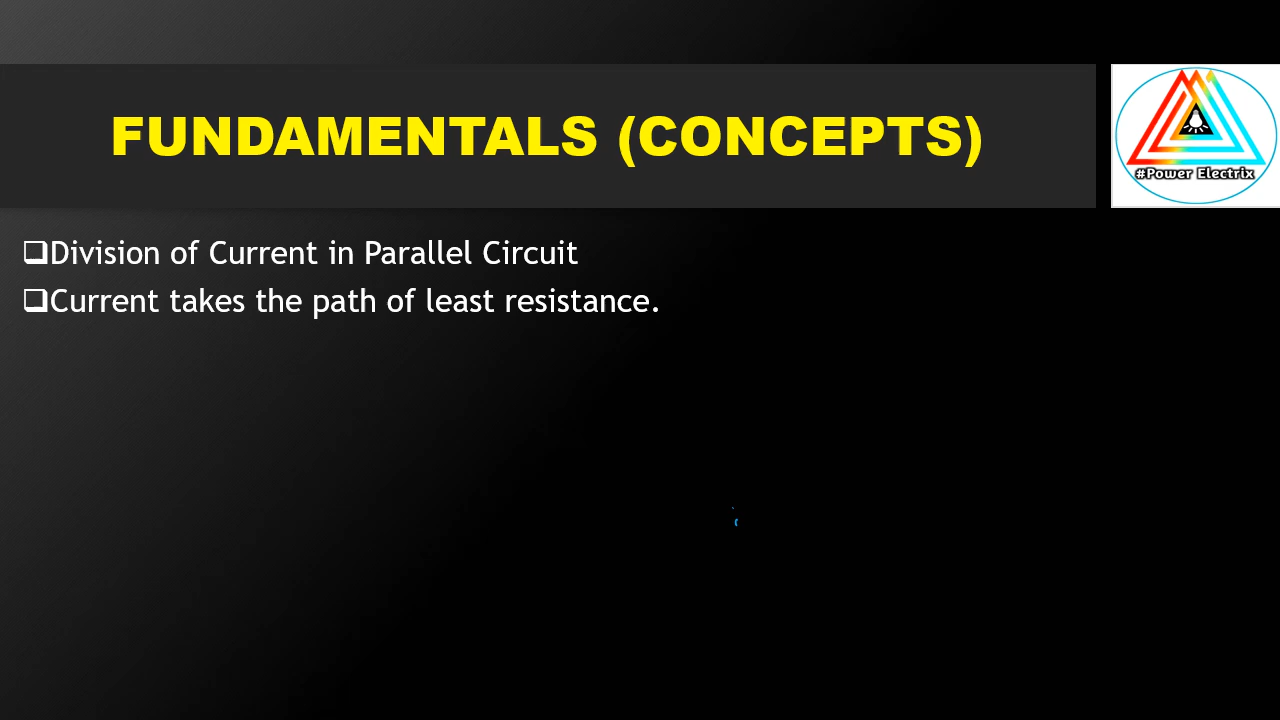 FUNDAMENTALS (CONCEPTS)
#Power Electrix
❑Division of Current in Parallel Circuit
❑Current takes the path of least resistance.